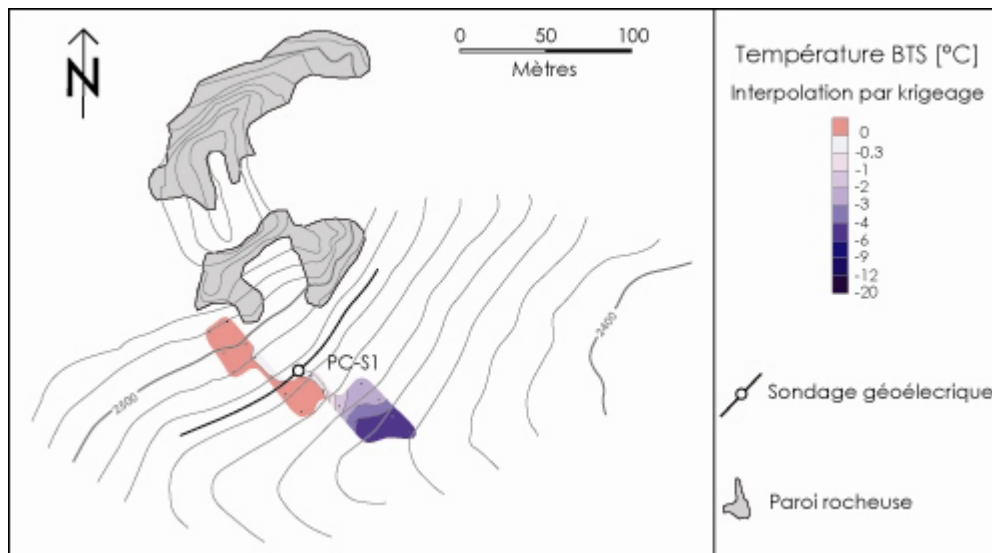 N
0 50 100
Mètres
2500
PC-S1
2400
Température BTS [°C]
Interpolation par krigeage
0
-0.3
-1
-2
-3
-4
-6
-9
-12
-20
Sondage géoélecrique
Paroi rocheuse